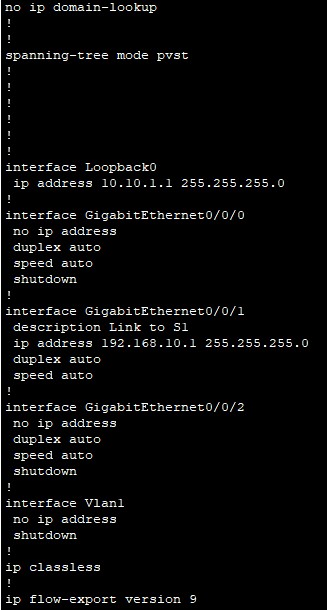 no ip domain-lookup
!
!
spanning-tree mode pvst
!
!
!
!
!
!
interface Loopback0
 ip address 10.10.1.1 255.255.255.0
!
interface GigabitEthernet0/0/0
 no ip address
 duplex auto
 speed auto
 shutdown
!
interface GigabitEthernet0/0/1
 description Link to S1
 ip address 192.168.10.1 255.255.255.0
 duplex auto
 speed auto
!
interface GigabitEthernet0/0/2
 no ip address
 duplex auto
 speed auto
 shutdown
!
interface Vlan1
 no ip address
 shutdown
!
ip classless
!
ip flow-export version 9